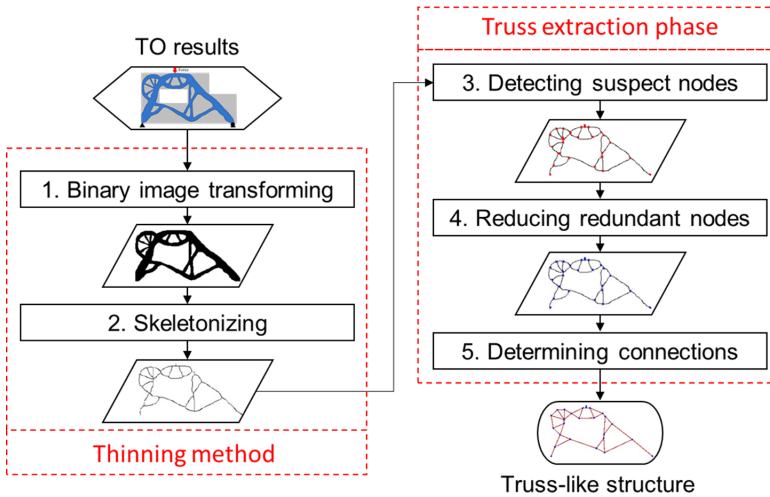 TO results
Force
1. Binary image transforming
2. Skeletonizing
Thinning method
Truss extraction phase
3. Detecting suspect nodes
4. Reducing redundant nodes
5. Determining connections
Truss-like structure